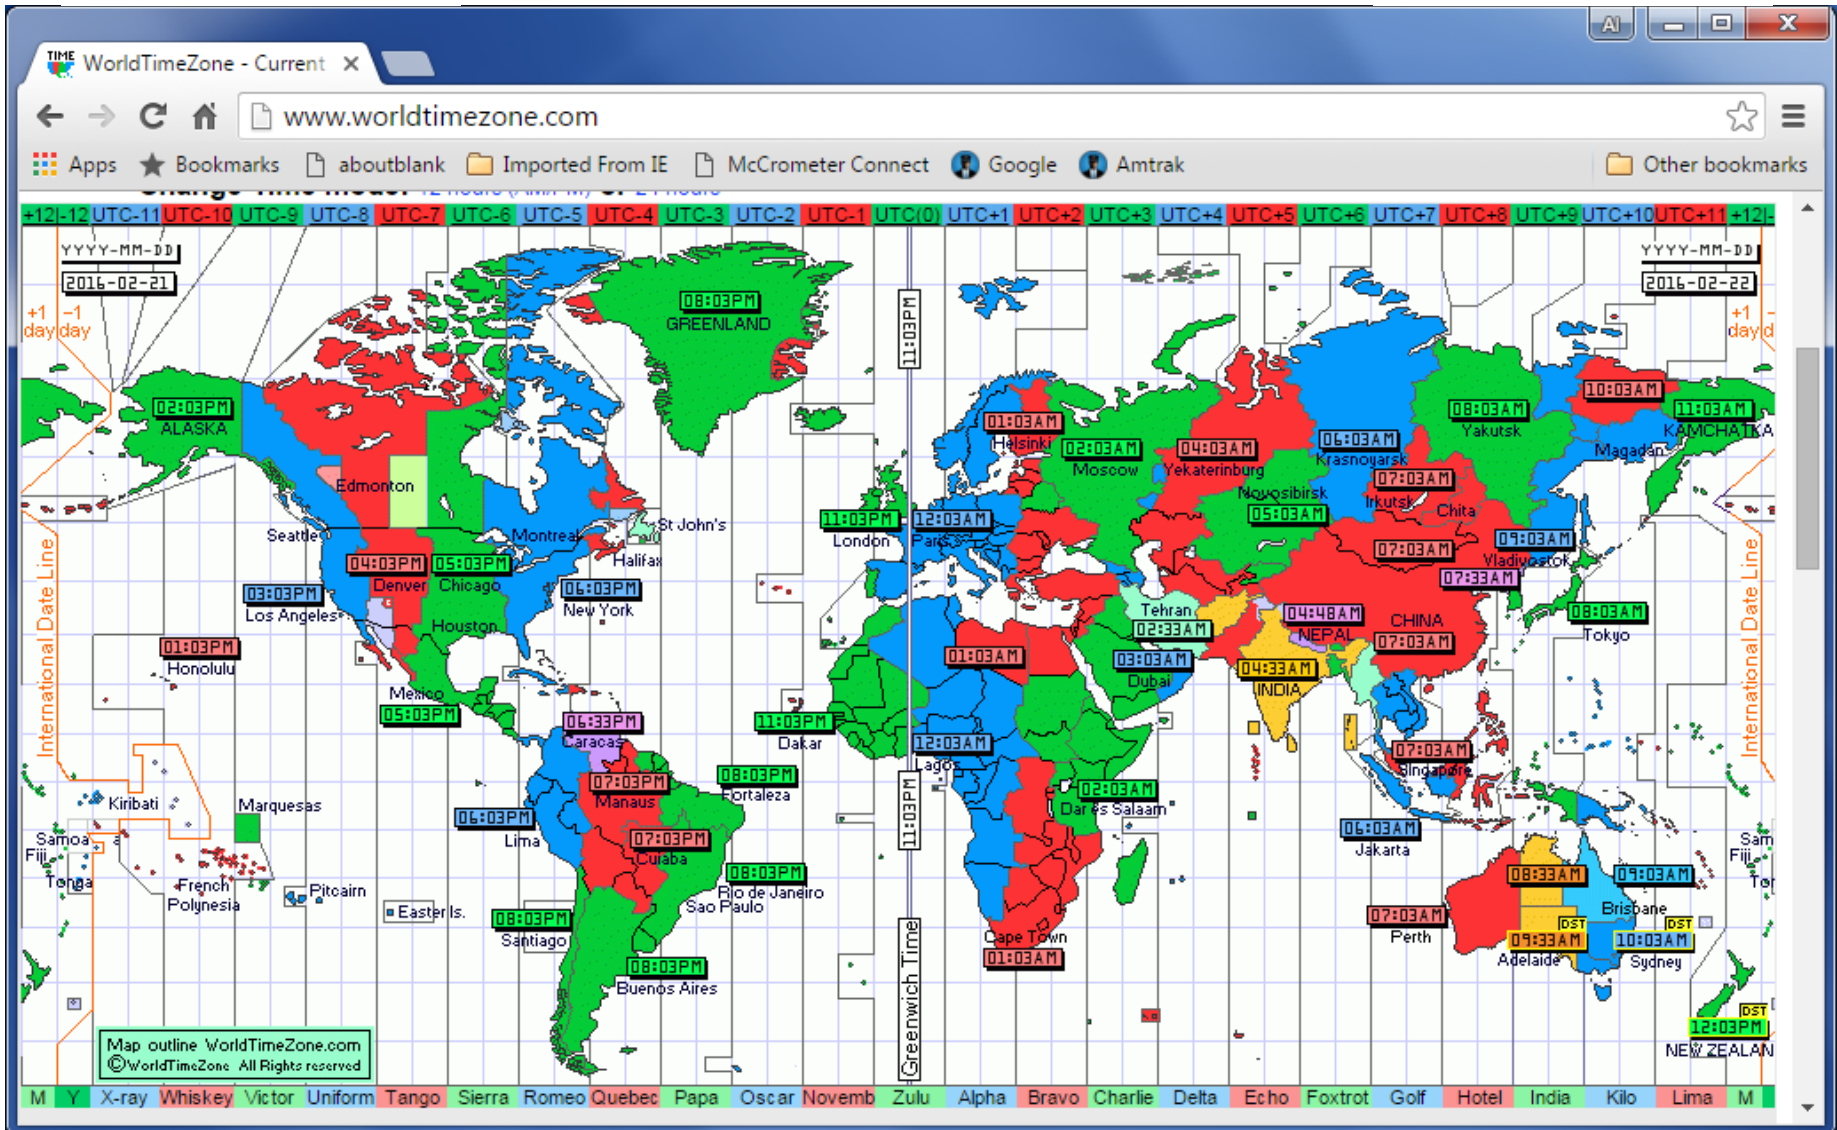 AI
TIME
WorldTimeZone - Current
www.worldtimezone.com
Apps Bookmarks aboutblank Imported From IE McCrometer Connect Google Amtrak Other bookmarks
+12 -12 UTC-11 UTC-10 UTC-9 UTC-8 UTC-7 UTC-6 UTC-5 UTC-4 UTC-3 UTC-2 UTC-1 UTC(0) UTC+1 UTC+2 UTC+3 UTC+4 UTC+5 UTC+6 UTC+7 UTC+8 UTC+9 UTC+10 UTC+11 +12
YYYY-MM-DD
2016-02-21
YYYY-MM-DD
2016-02-22
+1 day
-1 day
+1 day
08:03PM
GREENLAND
11:03PM
02:03PM
ALASKA
01:03AM
Helsinki
02:03AM
Moscow
04:03AM
Yekaterinburg
06:03AM
Krasnoyarsk
08:03AM
Yakutsk
10:03AM
Magadan
11:03AM
KAMCHATKA
Edmonton
Novosibirsk
05:03AM
07:03AM
Irkutsk
Chita
Seattle
Montreal
St John's
Halifax
11:03PM
London
12:03AM
Paris
07:03AM
09:03AM
Vladivostok
04:03PM
Denver
05:03PM
Chicago
06:03PM
New York
03:03PM
Los Angeles
Houston
Tehran
02:33AM
04:48AM
NEPAL
CHINA
07:03AM
07:33AM
08:03AM
Tokyo
01:03PM
Honolulu
01:03AM
03:03AM
Dubai
04:33AM
INDIA
Mexico
05:03PM
06:33PM
Caracas
11:03PM
Dakar
12:03AM
Lagos
07:03AM
Singapore
International Date Line
International Date Line
Kiribati
Marquesas
07:03PM
Manaus
08:03PM
Fortaleza
11:03PM
02:03AM
Dar es Salaam
Samoa
Fiji
Tonga
06:03PM
Lima
07:03PM
Cuiaba
06:03AM
Jakarta
Sam
Fiji
French
Polynesia
Pitcairn
Easter Is.
08:03PM
Rio de Janeiro
Sao Paulo
08:33AM
09:03AM
Brisbane
08:03PM
Santiago
Cape Town
01:03AM
07:03AM
Perth
DST
09:33AM
Adelaide
DST
10:03AM
Sydney
08:03PM
Buenos Aires
Greenwich Time
DST
12:03PM
NEW ZEALAN
Map outline WorldTimeZone.com
©WorldTimeZone All Rights reserved
M Y X-ray Whiskey Victor Uniform Tango Sierra Romeo Quebec Papa Oscar Novemb Zulu Alpha Bravo Charlie Delta Echo Foxtrot Golf Hotel India Kilo Lima M